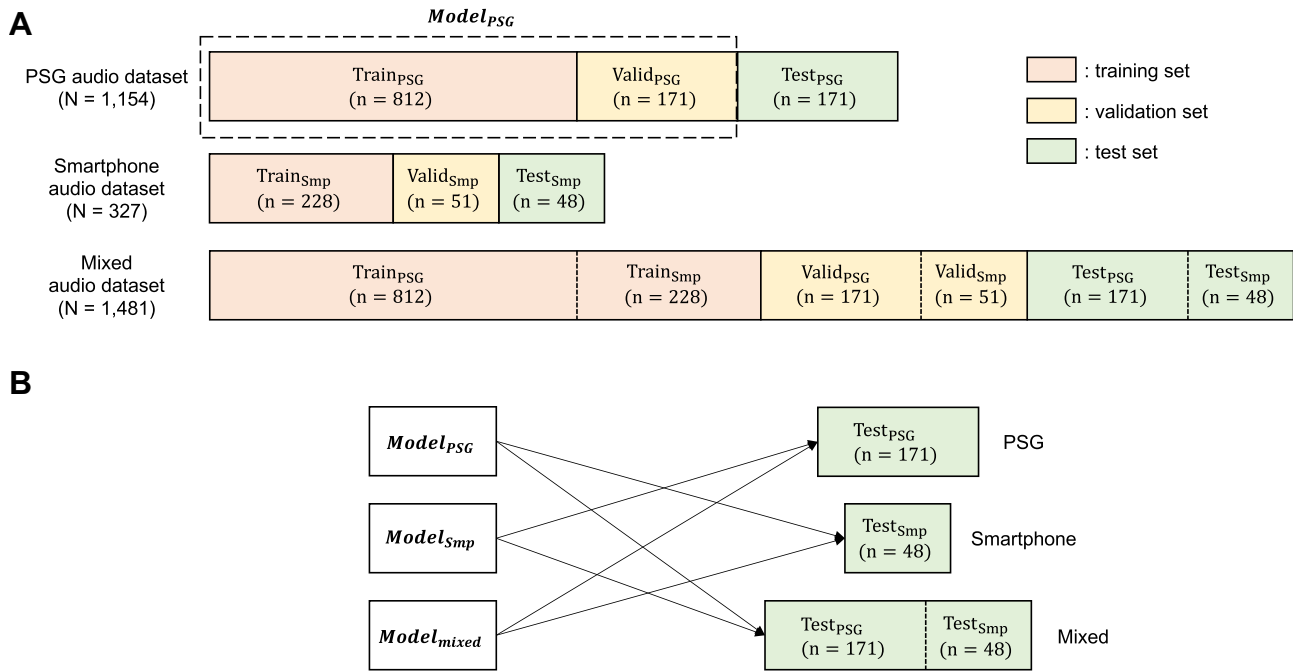 A
Model_PSG
PSG audio dataset
(N = 1,154)
Train_PSG
(n = 812)
Valid_PSG
(n = 171)
Test_PSG
(n = 171)
: training set
: validation set
: test set
Smartphone
audio dataset
(N = 327)
Train_Smp
(n = 228)
Valid_Smp
(n = 51)
Test_Smp
(n = 48)
Mixed
audio dataset
(N = 1,481)
Train_PSG
(n = 812)
Train_Smp
(n = 228)
Valid_PSG
(n = 171)
Valid_Smp
(n = 51)
Test_PSG
(n = 171)
Test_Smp
(n = 48)
B
Model_PSG
Test_PSG
(n = 171)
PSG
Model_Smp
Test_Smp
(n = 48)
Smartphone
Model_mixed
Test_PSG
(n = 171)
Test_Smp
(n = 48)
Mixed